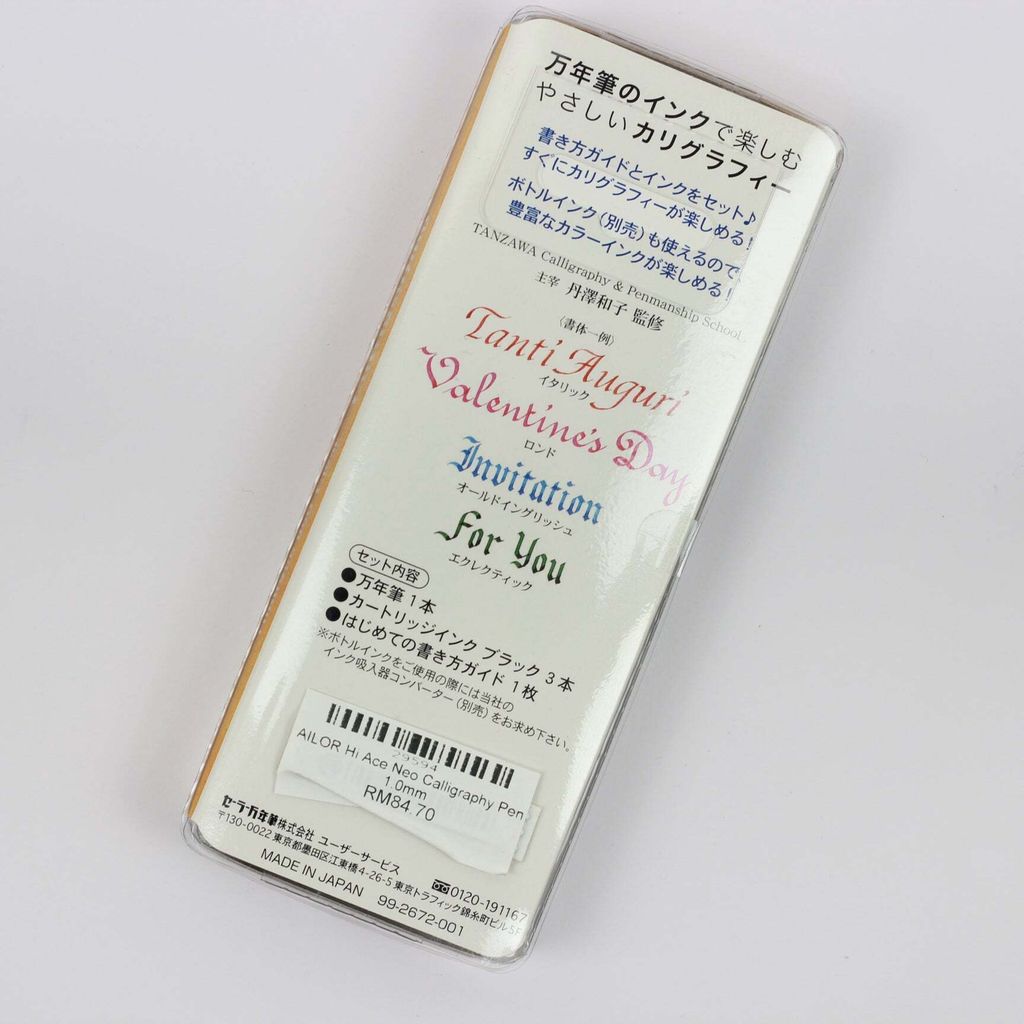 万年筆のインクで楽しむ
やさしいカリグラフィー
書き方ガイドとインクをセット♪
すぐにカリグラフィーが楽しめる!
ボトルインク(別売)も使えるので
豊富なカラーインクが楽しめる!
TANZAWA Calligraphy & Penmanship School.
主宰 丹澤和子 監修
〈書体一例〉
Tanti Auguri
イタリック
Valentine's Day
ロンド
Invitation
オールドイングリッシュ
For You
エクレクティック
セット内容
●万年筆 1本
●カートリッジインク ブラック 3本
●はじめての書き方ガイド 1枚
※ボトルインクをご使用の際には当社の
インク吸入器コンバーター(別売)をお求め下さい。
29594
AILOR Hi Ace Neo Calligraphy Pen
1.0mm
RM84.70
セーラー万年筆株式会社 ユーザーサービス
0120-191167
〒130-0022 東京都墨田区江東橋4-26-5 東京トラフィック錦糸町ビル5F
MADE IN JAPAN 99-2672-001